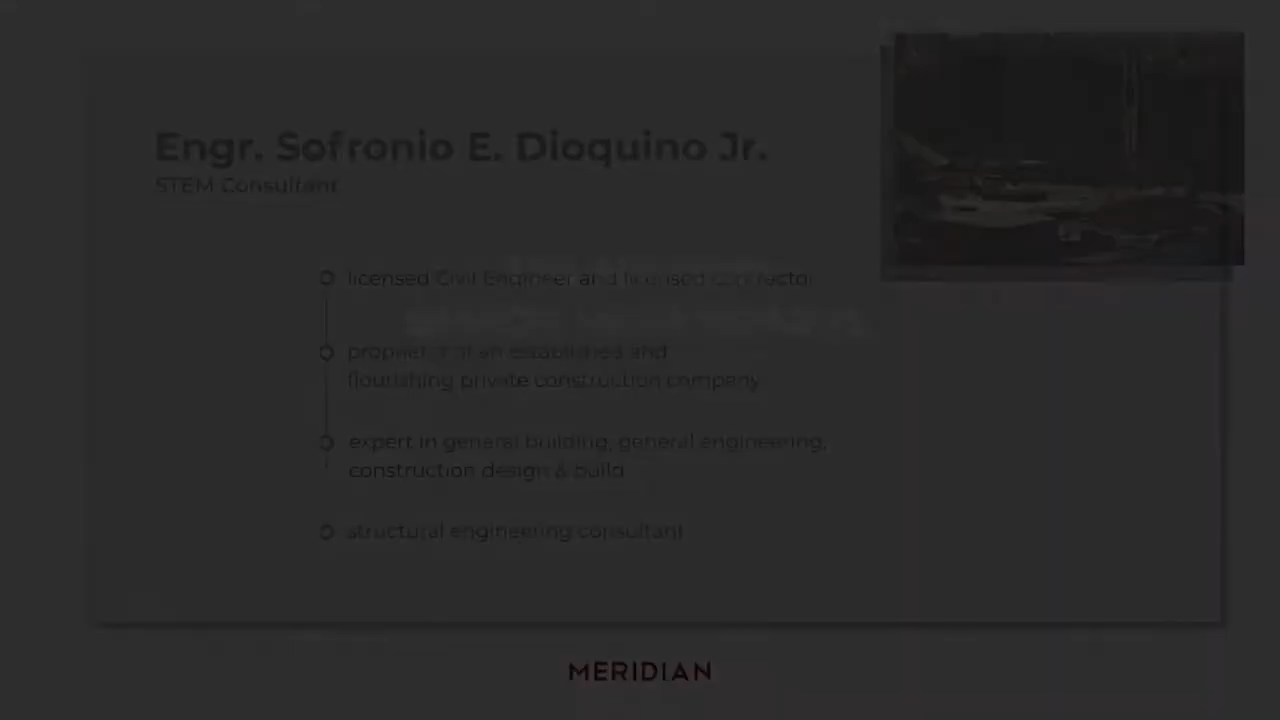 Engr. Sofronio E. Dioquino Jr.
STEM Consultant
licensed Civil Engineer and licensed contractor
proprietor of an established and
flourishing private construction company
expert in general building, general engineering,
construction design & build
structural engineering consultant
MERIDIAN